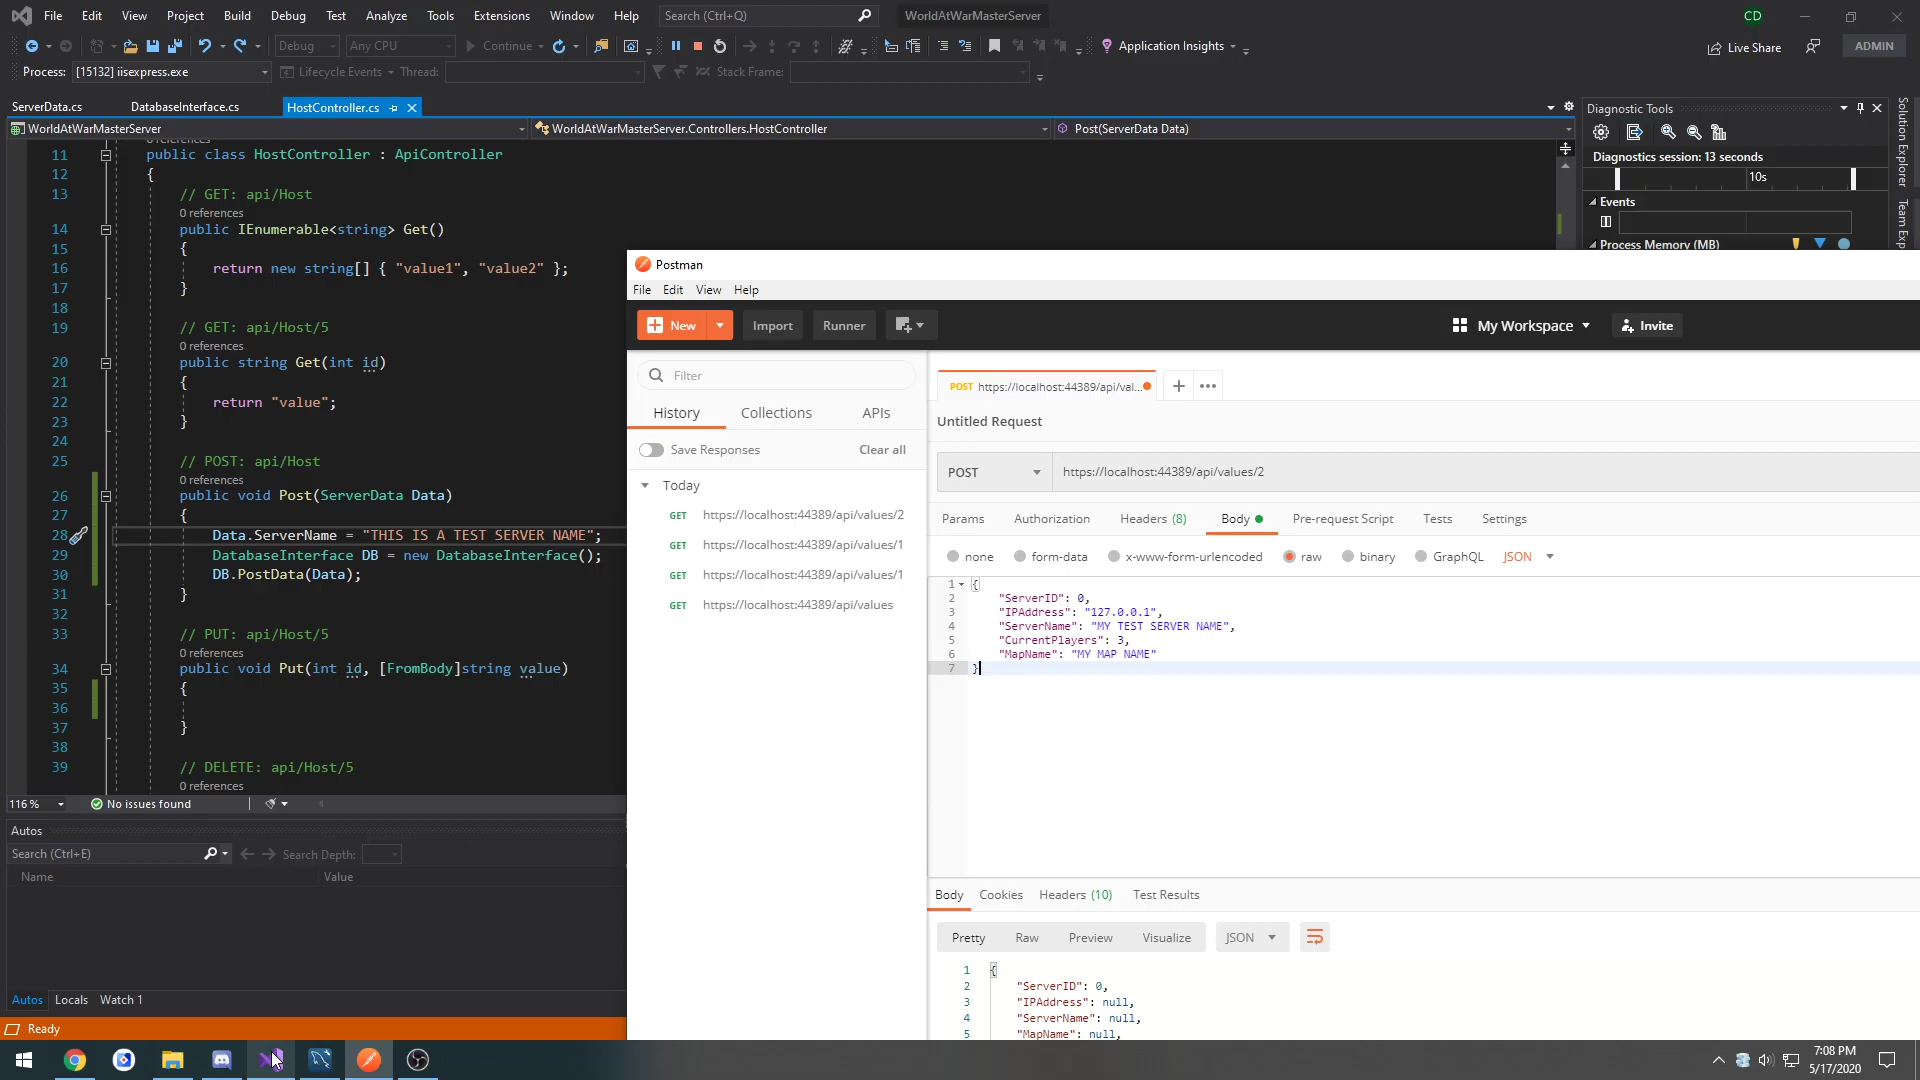 File Edit View Project Build Debug Test Analyze Tools Extensions Window Help Search (Ctrl+Q) WorldAtWarMasterServer CD
Debug Any CPU Continue Application Insights Live Share ADMIN
Process: [15132] iisexpress.exe Lifecycle Events Thread: Stack Frame:
ServerData.cs DatabaseInterface.cs HostController.cs
WorldAtWarMasterServer WorldAtWarMasterServer.Controllers.HostController Post(ServerData Data)
11 public class HostController : ApiController
12 {
13 // GET: api/Host
0 references
14 public IEnumerable<string> Get()
15 {
16 return new string[] { "value1", "value2" };
17 }
18
19 // GET: api/Host/5
0 references
20 public string Get(int id)
21 {
22 return "value";
23 }
24
25 // POST: api/Host
0 references
26 public void Post(ServerData Data)
27 {
28 Data.ServerName = "THIS IS A TEST SERVER NAME";
29 DatabaseInterface DB = new DatabaseInterface();
30 DB.PostData(Data);
31 }
32
33 // PUT: api/Host/5
0 references
34 public void Put(int id, [FromBody]string value)
35 {
36
37 }
38
39 // DELETE: api/Host/5
0 references
116 % No issues found
Autos
Search (Ctrl+E) Search Depth:
Name Value
Autos Locals Watch 1
Ready
Diagnostic Tools
Diagnostics session: 13 seconds
10s
Events
Process Memory (MB)
Solution Explorer
Team Exp
Postman
File Edit View Help
New Import Runner My Workspace Invite
Filter
History Collections APIs
Save Responses Clear all
Today
GET https://localhost:44389/api/values/2
GET https://localhost:44389/api/values/1
GET https://localhost:44389/api/values/1
GET https://localhost:44389/api/values
POST https://localhost:44389/api/val...
Untitled Request
POST https://localhost:44389/api/values/2
Params Authorization Headers (8) Body Pre-request Script Tests Settings
none form-data x-www-form-urlencoded raw binary GraphQL JSON
1 {
2 "ServerID": 0,
3 "IPAddress": "127.0.0.1",
4 "ServerName": "MY TEST SERVER NAME",
5 "CurrentPlayers": 3,
6 "MapName": "MY MAP NAME"
7 }
Body Cookies Headers (10) Test Results
Pretty Raw Preview Visualize JSON
1 {
2 "ServerID": 0,
3 "IPAddress": null,
4 "ServerName": null,
5 "MapName": null,
7:08 PM
5/17/2020